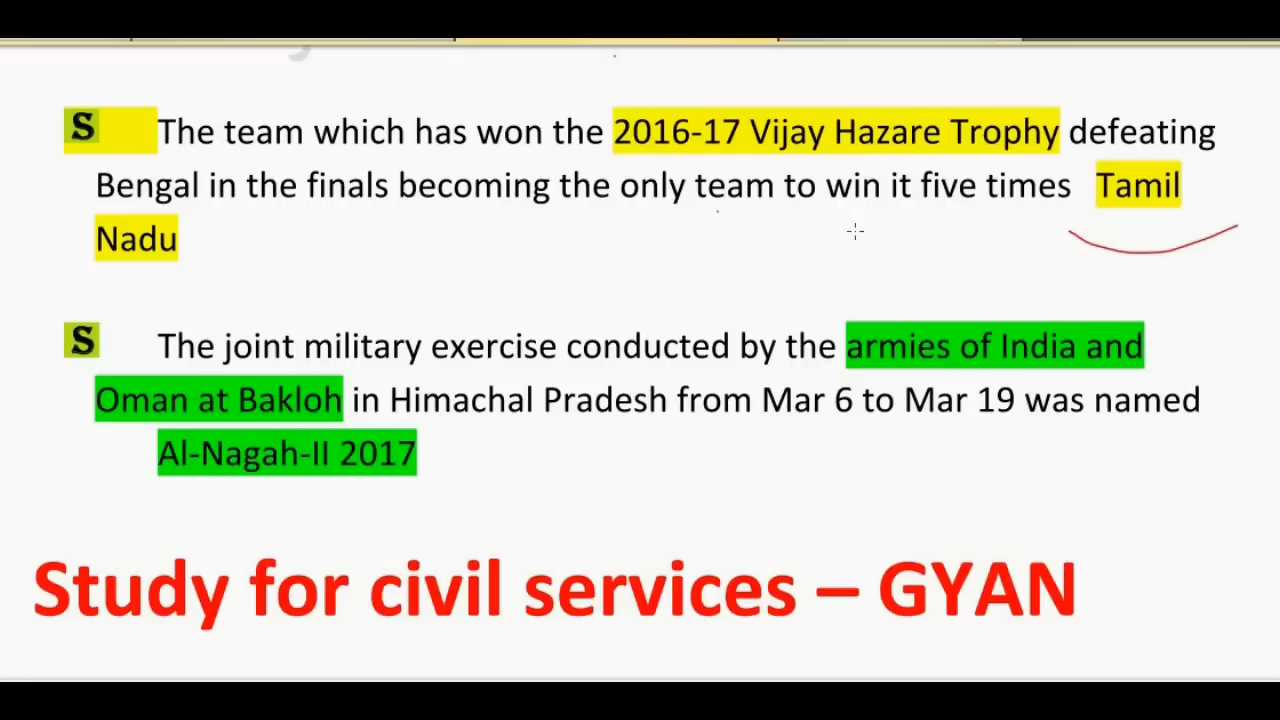 S The team which has won the 2016-17 Vijay Hazare Trophy defeating
Bengal in the finals becoming the only team to win it five times Tamil
Nadu
S The joint military exercise conducted by the armies of India and
Oman at Bakloh in Himachal Pradesh from Mar 6 to Mar 19 was named
Al-Nagah-II 2017
Study for civil services – GYAN